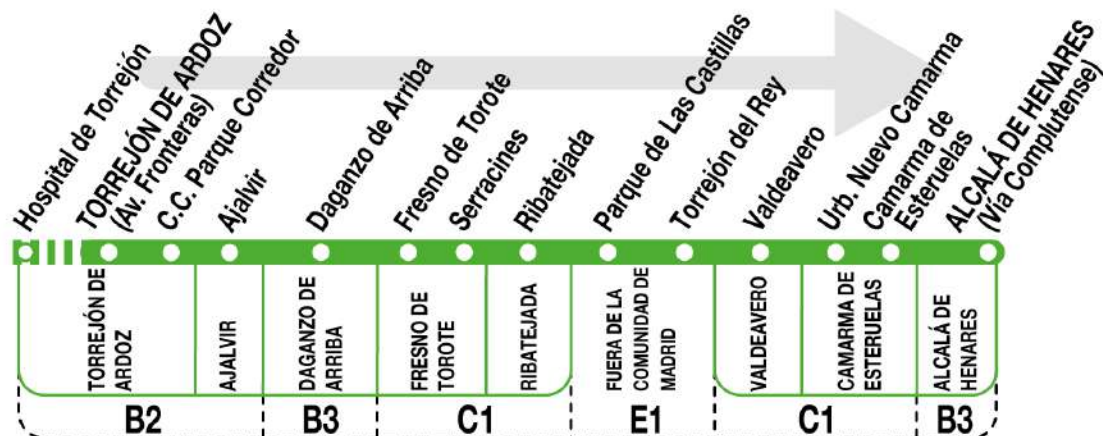 Hospital de Torrejón
TORREJÓN DE ARDOZ
(Av. Fronteras)
C.C. Parque Corredor
Ajalvir
Daganzo de Arriba
Fresno de Torote
Serracines
Ribatejada
Parque de Las Castillas
Torrejón del Rey
Valdeavero
Urb. Nuevo Camarma
Camarma de
Esteruelas
ALCALÁ DE HENARES
(Vía Complutense)
TORREJÓN DE
ARDOZ
AJALVIR
DAGANZO DE
ARRIBA
FRESNO DE
TOROTE
RIBATEJADA
FUERA DE LA
COMUNIDAD DE
MADRID
VALDEAVERO
CAMARMA DE
ESTERUELAS
ALCALÁ DE
HENARES
B2
B3
C1
E1
C1
B3